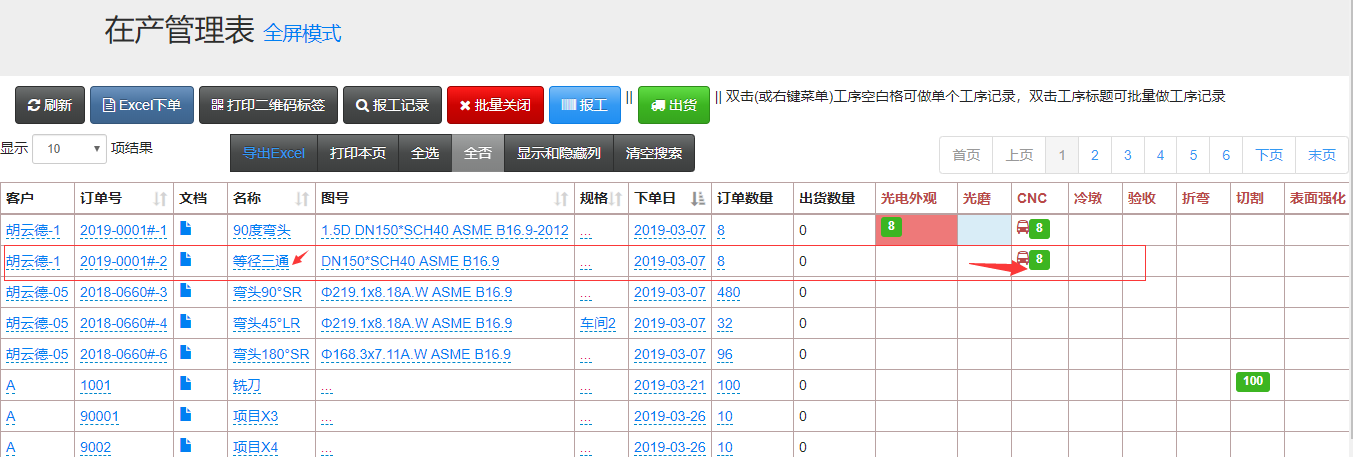 在产管理表 全屏模式
刷新 Excel下单 打印二维码标签 报工记录 批量关闭 报工 || 出货 || 双击(或右键菜单)工序空白格可做单个工序记录，双击工序标题可批量做工序记录
显示 10 项结果 导出Excel 打印本页 全选 全否 显示和隐藏列 清空搜索 首页 上页 1 2 3 4 5 6 下页 末页
客户 订单号 文档 名称 图号 规格 下单日 订单数量 出货数量 光电外观 光磨 CNC 冷墩 验收 折弯 切割 表面强化
胡云德-1 2019-0001#-1 90度弯头 1.5D DN150*SCH40 ASME B16.9-2012 ... 2019-03-07 8 0 8 8
胡云德-1 2019-0001#-2 等径三通 DN150*SCH40 ASME B16.9 ... 2019-03-07 8 0 8
胡云德-05 2018-0660#-3 弯头90°SR Φ219.1x8.18A.W ASME B16.9 ... 2019-03-07 480 0
胡云德-05 2018-0660#-4 弯头45°LR Φ219.1x8.18A.W ASME B16.9 车间2 2019-03-07 32 0
胡云德-05 2018-0660#-6 弯头180°SR Φ168.3x7.11A.W ASME B16.9 ... 2019-03-07 96 0
A 1001 铣刀 ... ... 2019-03-21 100 0 100
A 90001 项目X3 ... ... 2019-03-26 10 0
A 9002 项目X4 ... ... 2019-03-26 10 0